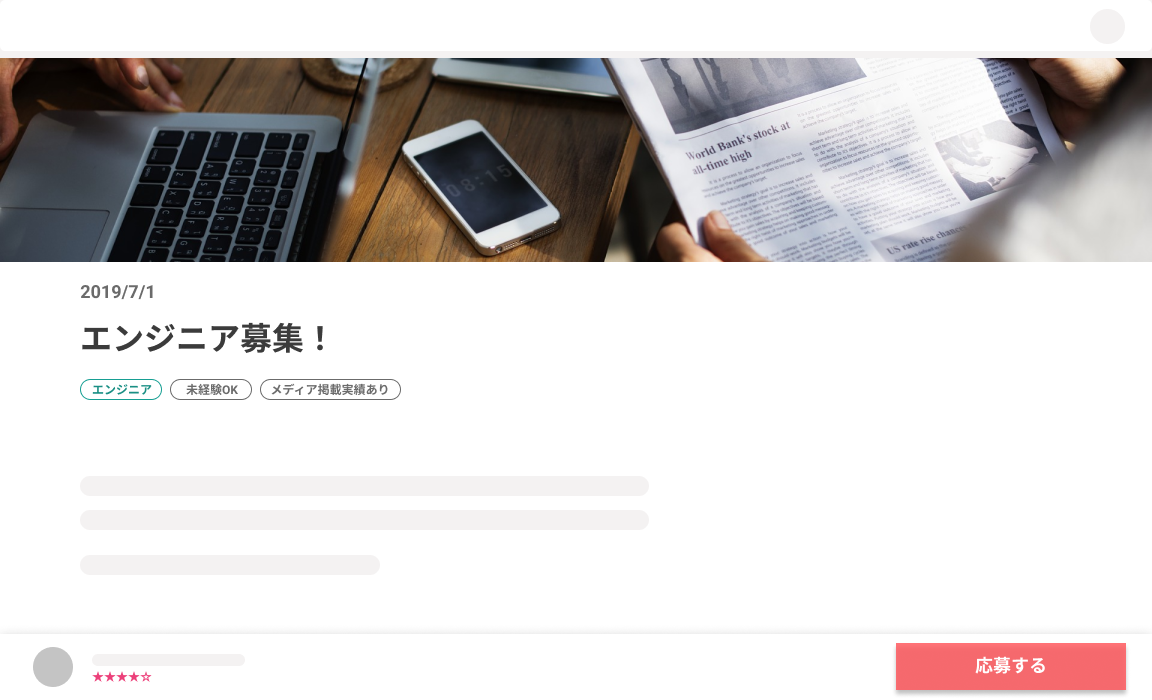 World Bank's stock at
all-time high
08:15
US rate rise chances
2019/7/1
エンジニア募集！
エンジニア
未経験OK
メディア掲載実績あり
★★★★☆
応募する